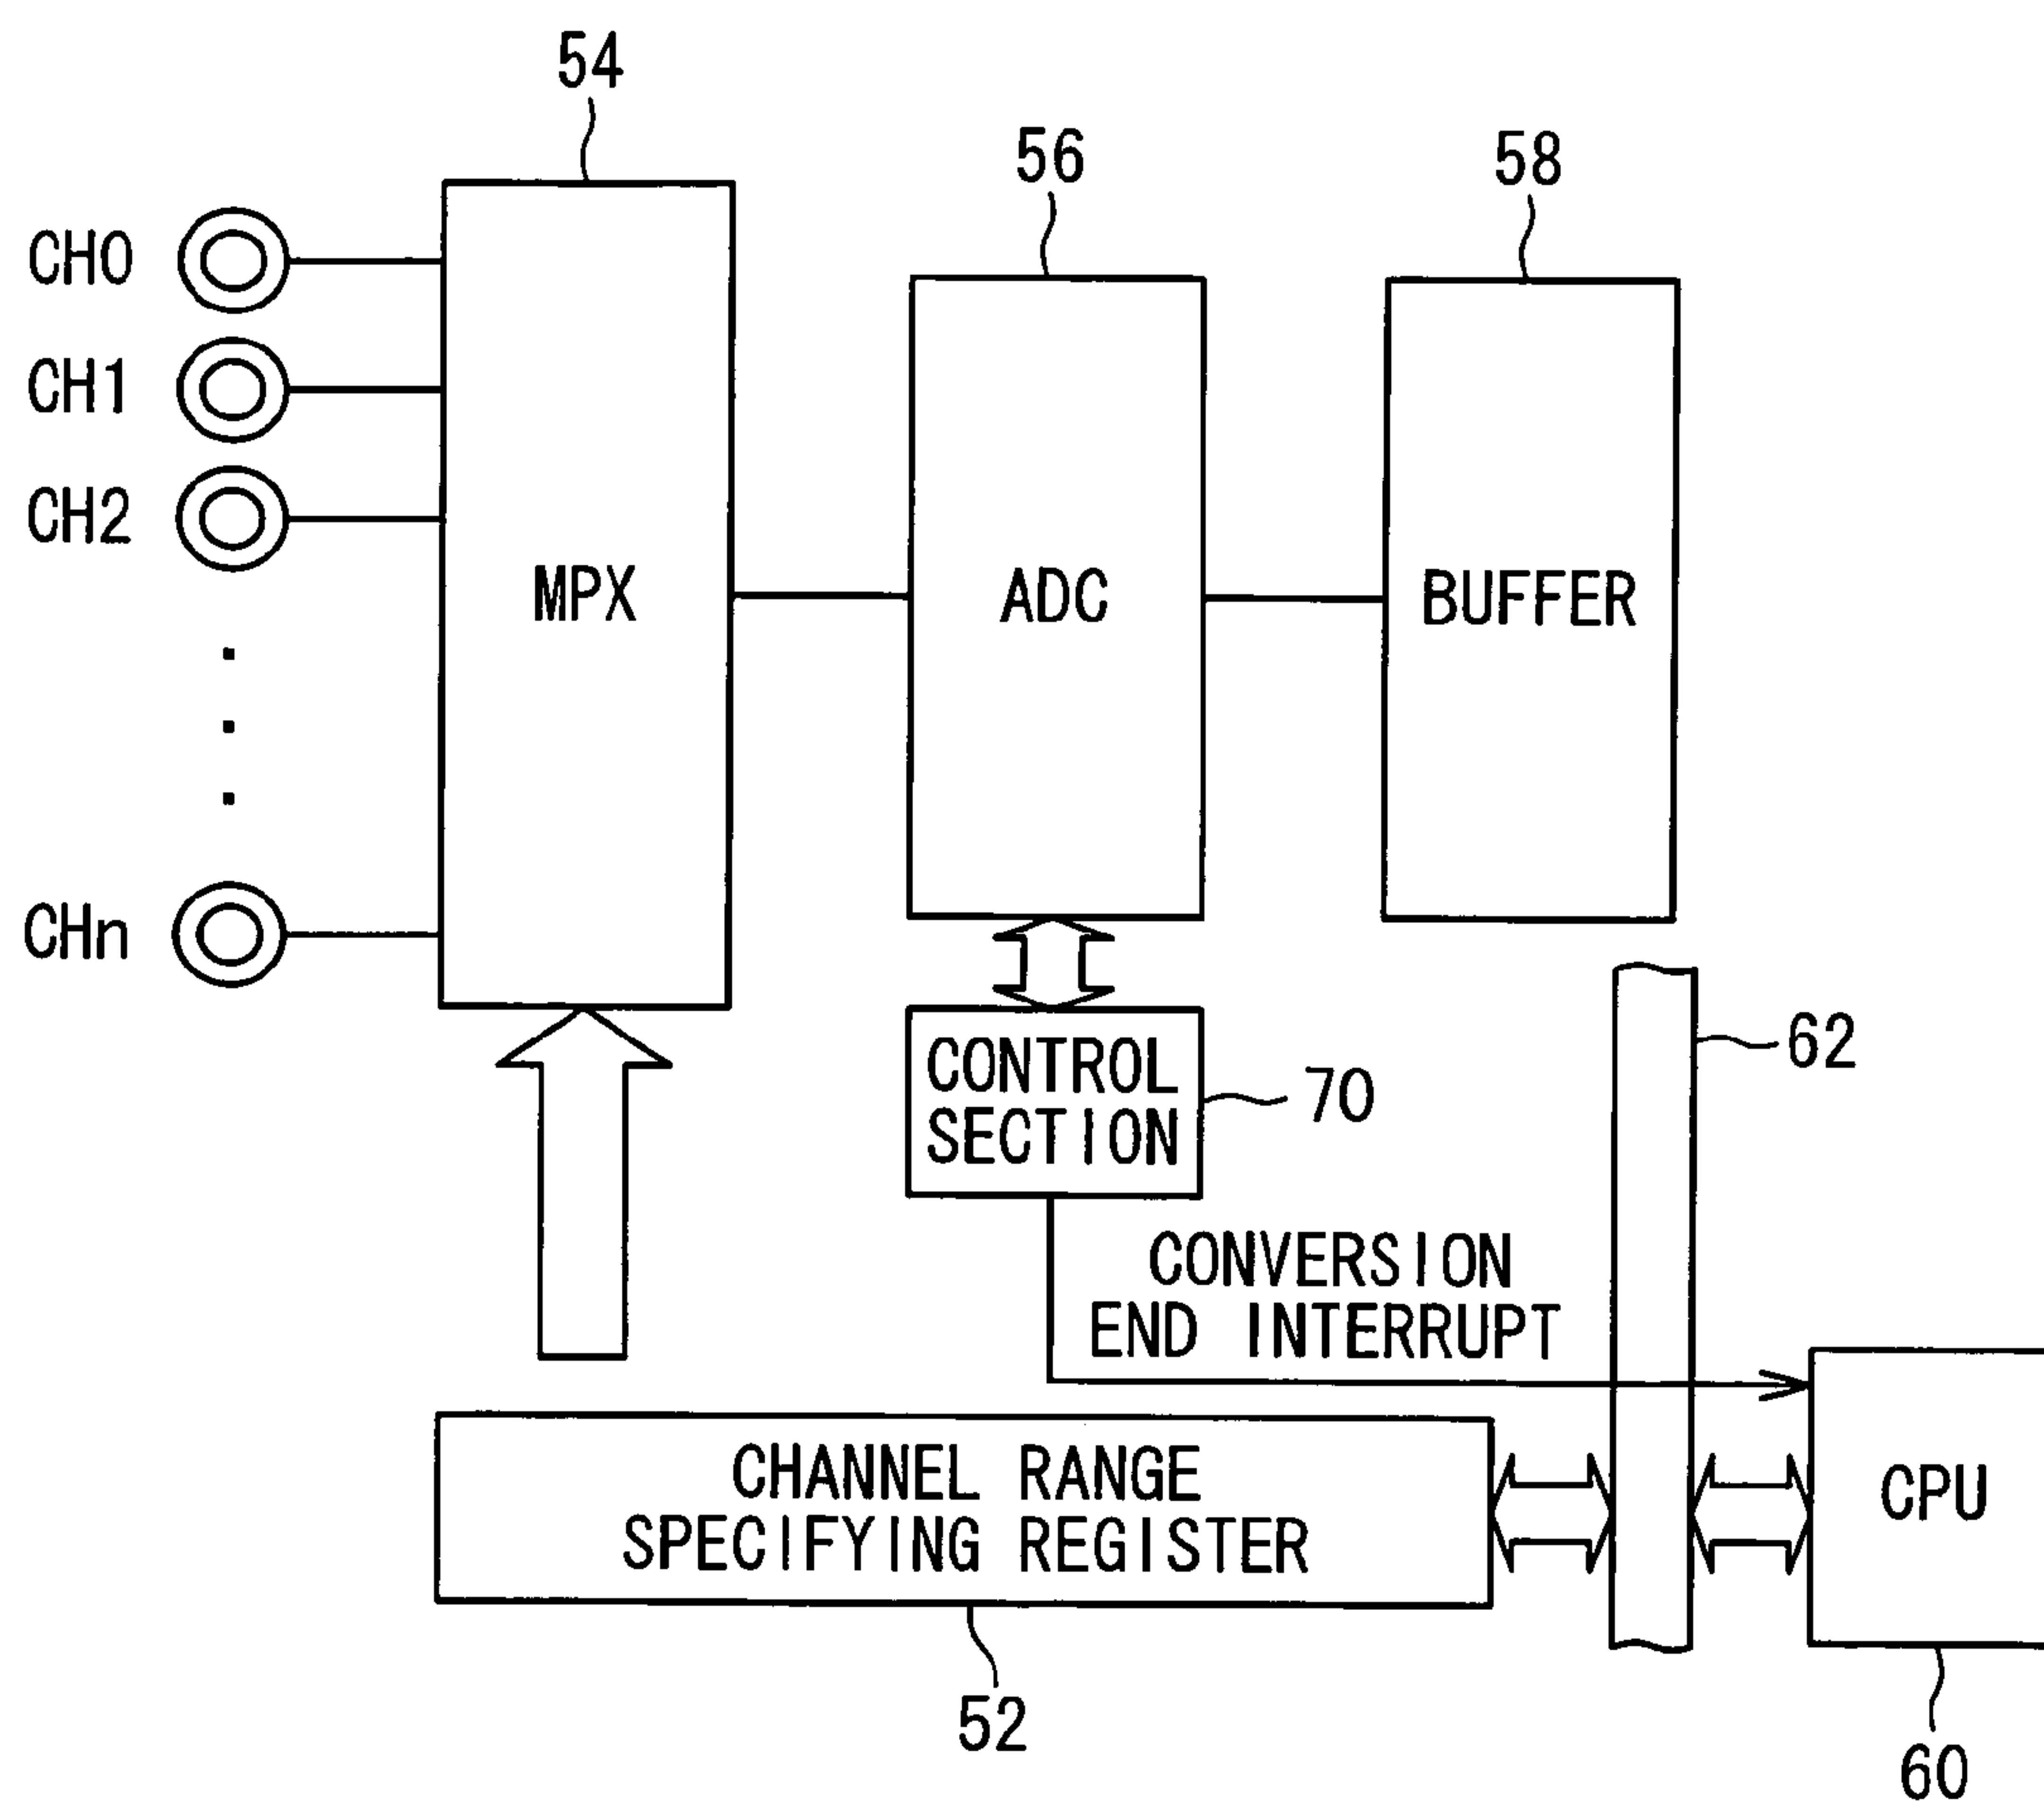 54
56
58
CH0
CH1
CH2
CHn
MPX
ADC
BUFFER
62
CONTROL
SECTION
70
CONVERSION
END INTERRUPT
CHANNEL RANGE
SPECIFYING REGISTER
CPU
52
60